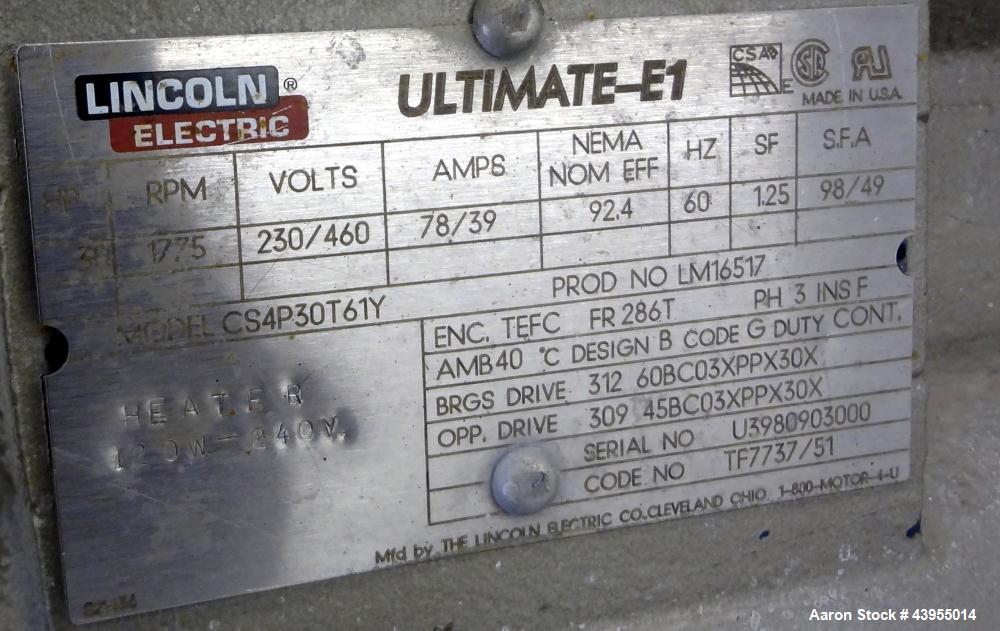 LINCOLN ®
ELECTRIC
ULTIMATE-E1
CSA
E
MADE IN U.S.A.
HP RPM VOLTS AMPS NEMA NOM EFF HZ SF S.F.A
30 1775 230/460 78/39 92.4 60 1.25 98/49
MODEL CS4P30T61Y PROD NO LM16517
ENC. TEFC FR 286T PH 3 INS F
AMB 40 °C DESIGN B CODE G DUTY CONT.
BRGS DRIVE 312 60BC03XPPX30X
OPP. DRIVE 309 45BC03XPPX30X
SERIAL NO U3980903000
CODE NO TF7737/51
HEATER
120W-240V.
Mfd by THE LINCOLN ELECTRIC CO. CLEVELAND OHIO 1-800-MOTOR-4-U
Aaron Stock # 43955014